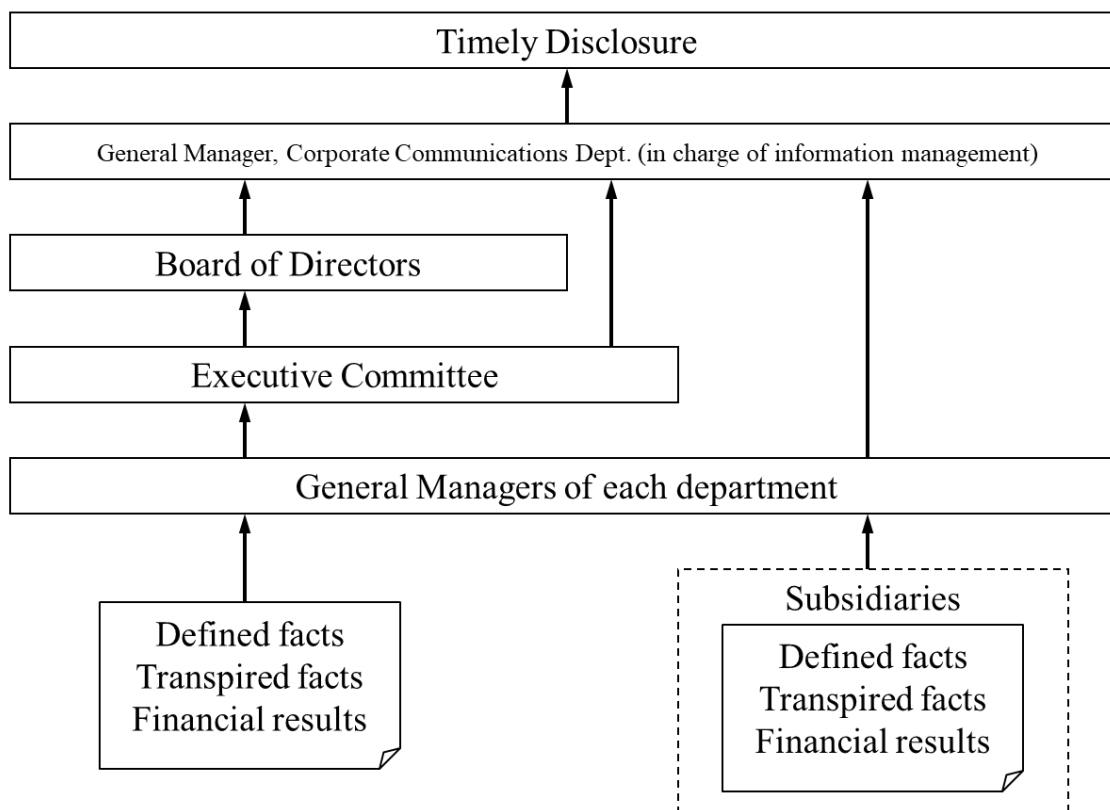 Timely Disclosure
General Manager, Corporate Communications Dept. (in charge of information management)
Board of Directors
Executive Committee
General Managers of each department
Defined facts
Transpired facts
Financial results
Subsidiaries
Defined facts
Transpired facts
Financial results